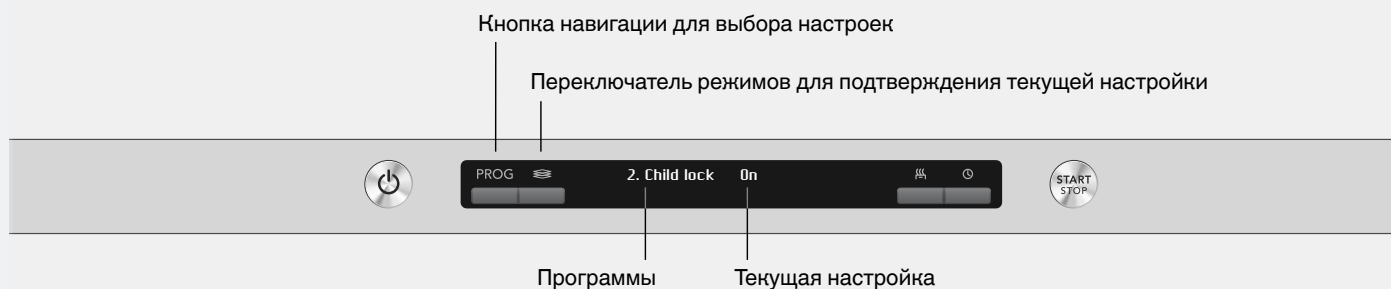 Кнопка навигации для выбора настроек
Переключатель режимов для подтверждения текущей настройки
PROG 2. Child lock On
START
STOP
Программы Текущая настройка